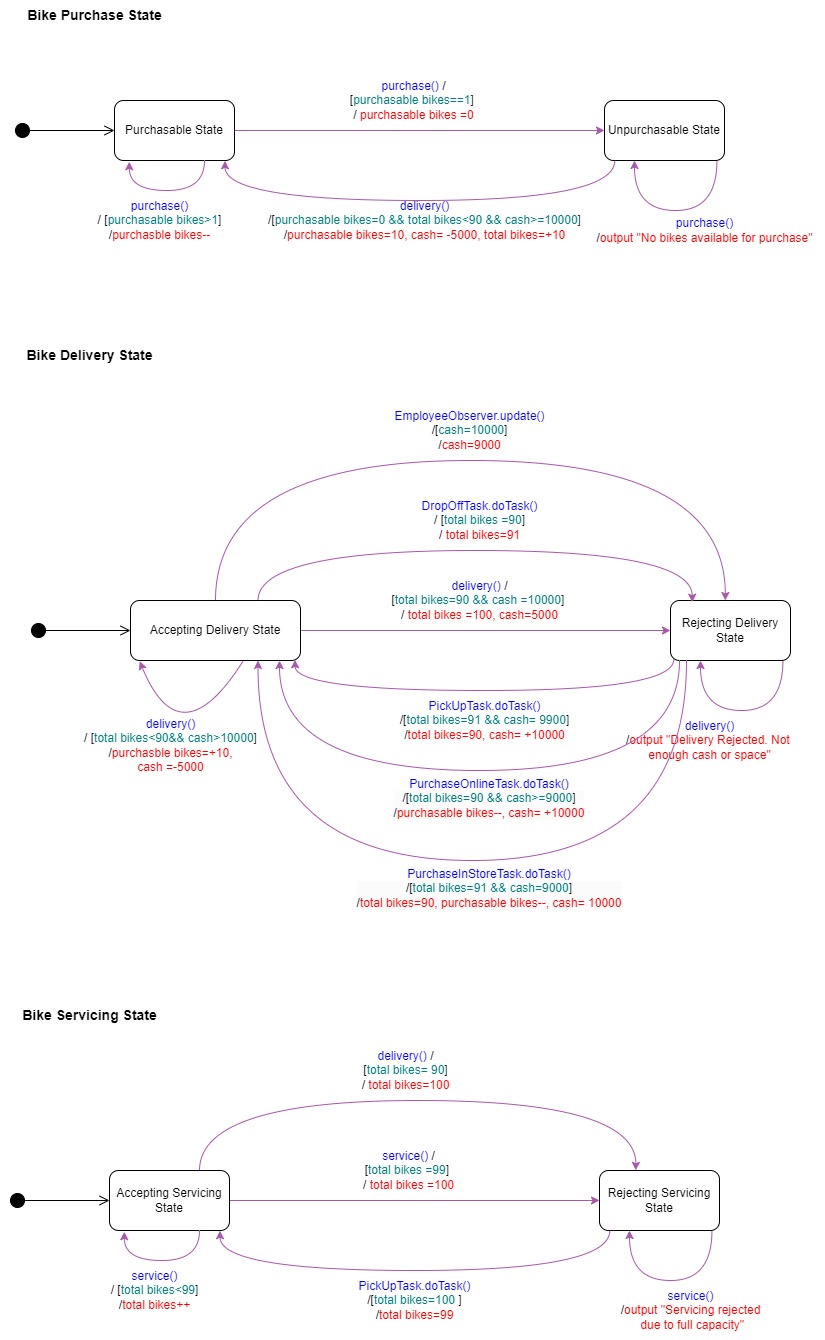 Bike Purchase State
purchase() /
[purchasable bikes==1]
/ purchasable bikes =0
Purchasable State
Unpurchasable State
purchase()
/ [purchasable bikes>1]
/purchasble bikes--
delivery()
/[purchasable bikes=0 && total bikes<90 && cash>=10000]
/purchasable bikes=10, cash= -5000, total bikes=+10
purchase()
/output "No bikes available for purchase"
Bike Delivery State
EmployeeObserver.update()
/[cash=10000]
/cash=9000
DropOffTask.doTask()
/ [total bikes =90]
/ total bikes=91
delivery() /
[total bikes=90 && cash =10000]
/ total bikes =100, cash=5000
Accepting Delivery State
Rejecting Delivery
State
delivery()
/ [total bikes<90&& cash>10000]
/purchasble bikes=+10,
cash =-5000
PickUpTask.doTask()
/[total bikes=91 && cash= 9900]
/total bikes=90, cash= +10000
delivery()
/output "Delivery Rejected. Not
enough cash or space"
PurchaseOnlineTask.doTask()
/[total bikes=90 && cash>=9000]
/purchasable bikes--, cash= +10000
PurchaseInStoreTask.doTask()
/[total bikes=91 && cash=9000]
/total bikes=90, purchasable bikes--, cash= 10000
Bike Servicing State
delivery() /
[total bikes= 90]
/ total bikes=100
service() /
[total bikes =99]
/ total bikes =100
Accepting Servicing
State
Rejecting Servicing
State
service()
/ [total bikes<99]
/total bikes++
PickUpTask.doTask()
/[total bikes=100 ]
/total bikes=99
service()
/output "Servicing rejected
due to full capacity"